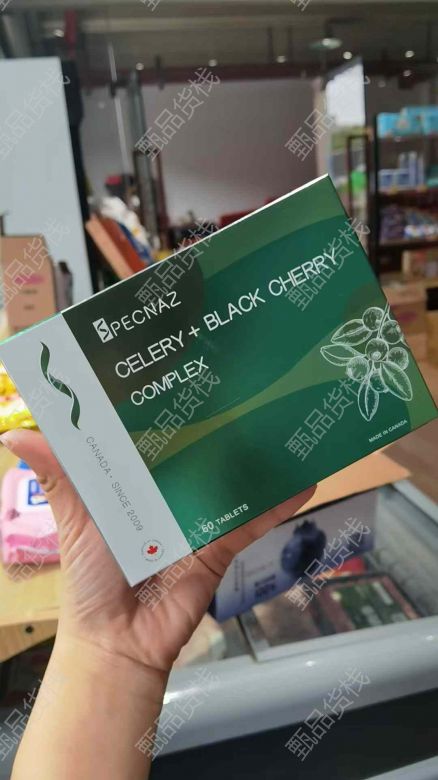 SPECNAZ
CELERY + BLACK CHERRY
COMPLEX
CANADA · SINCE 2009
60 TABLETS
MADE IN CANADA
甄品货栈